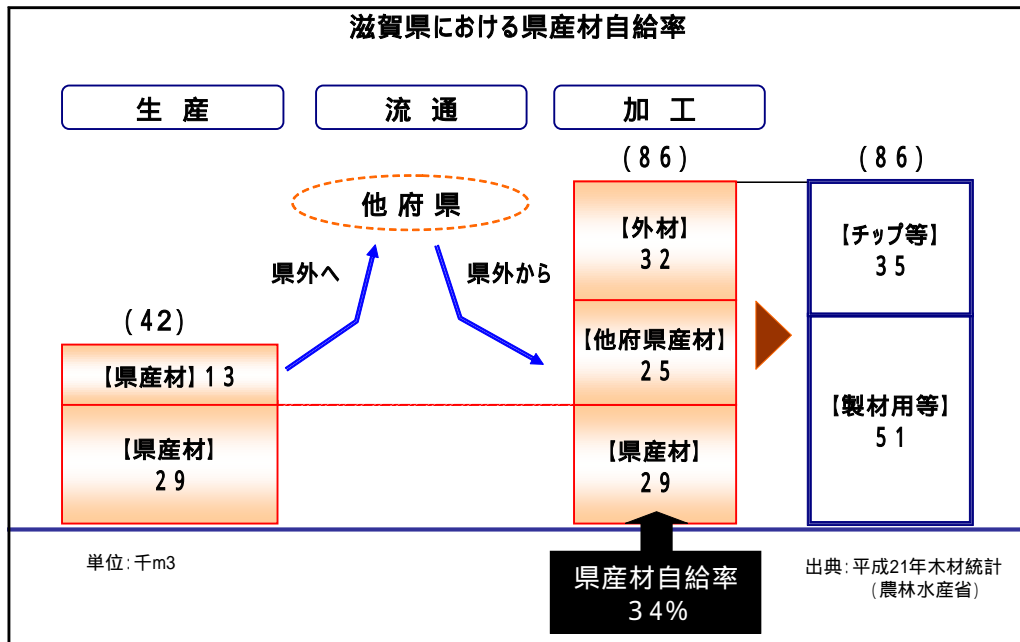 滋賀県における県産材自給率
生 産
流 通
加 工
他 府 県
県外へ
県外から
(42)
【県産材】13
【県産材】
29
(86)
【外材】
32
【他府県産材】
25
【県産材】
29
(86)
【チップ等】
35
【製材用等】
51
県産材自給率
34%
単位:千m3
出典:平成21年木材統計
(農林水産省)